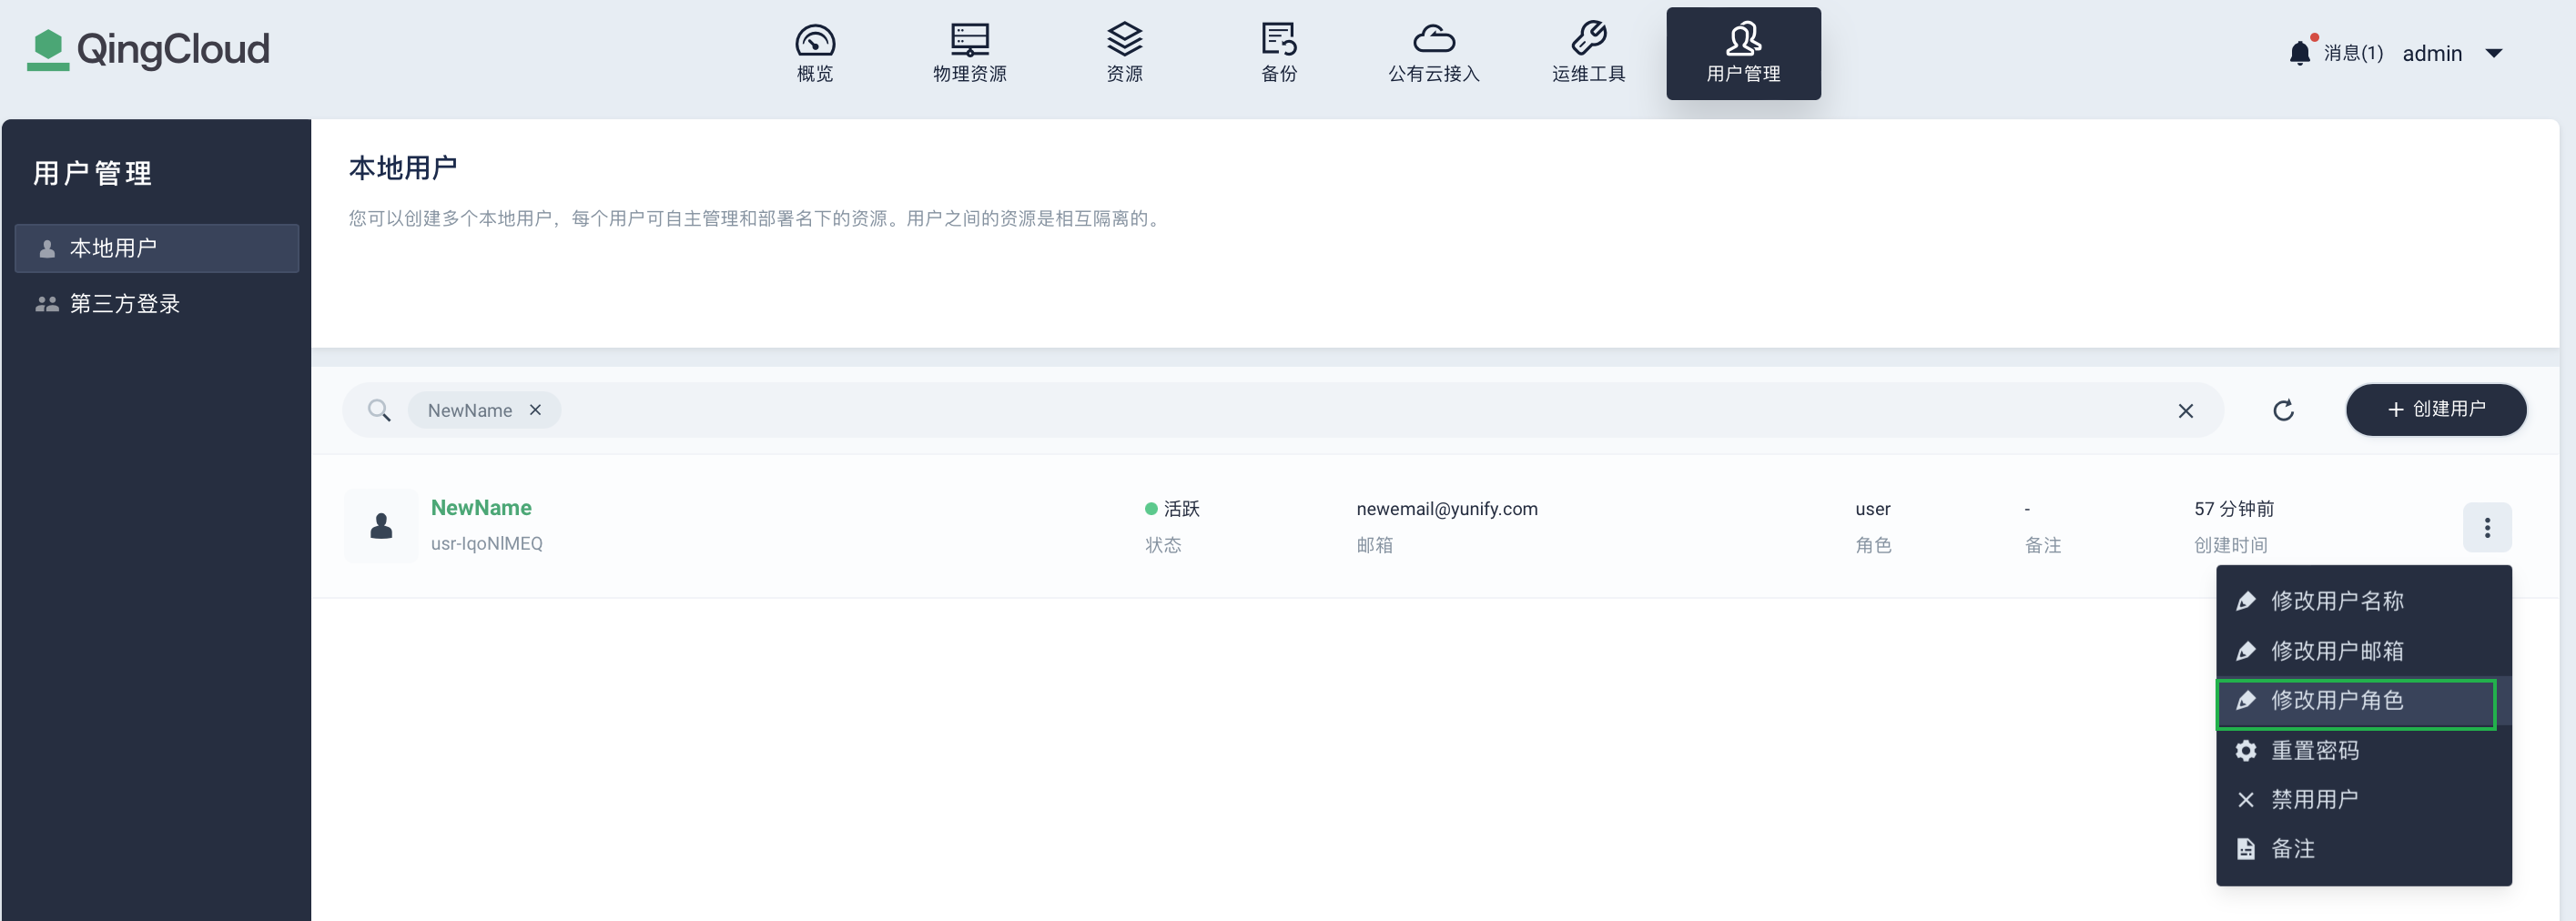 QingCloud
概览
物理资源
资源
备份
公有云接入
运维工具
用户管理
消息(1)
admin
用户管理
本地用户
第三方登录
本地用户
您可以创建多个本地用户，每个用户可自主管理和部署名下的资源。用户之间的资源是相互隔离的。
NewName
创建用户
NewName
usr-IqoNlMEQ
活跃
状态
newemail@yunify.com
邮箱
user
角色
-
备注
57 分钟前
创建时间
修改用户名称
修改用户邮箱
修改用户角色
重置密码
禁用用户
备注